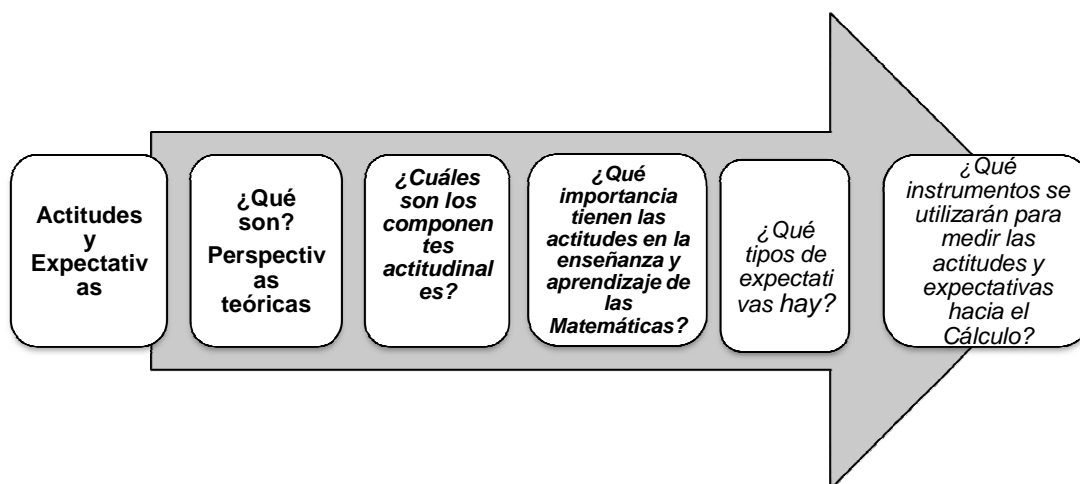 Actitudes
y
Expectativ
as
¿Qué
son?
Perspectiv
as
teóricas
¿Cuáles
son los
componen
tes
actitudinal
es?
¿Qué
importancia
tienen las
actitudes en la
enseñanza y
aprendizaje de
las
Matemáticas?
¿Qué
tipos de
expectati
vas hay?
¿Qué
instrumentos se
utilizarán para
medir las
actitudes y
expectativas
hacia el
Cálculo?